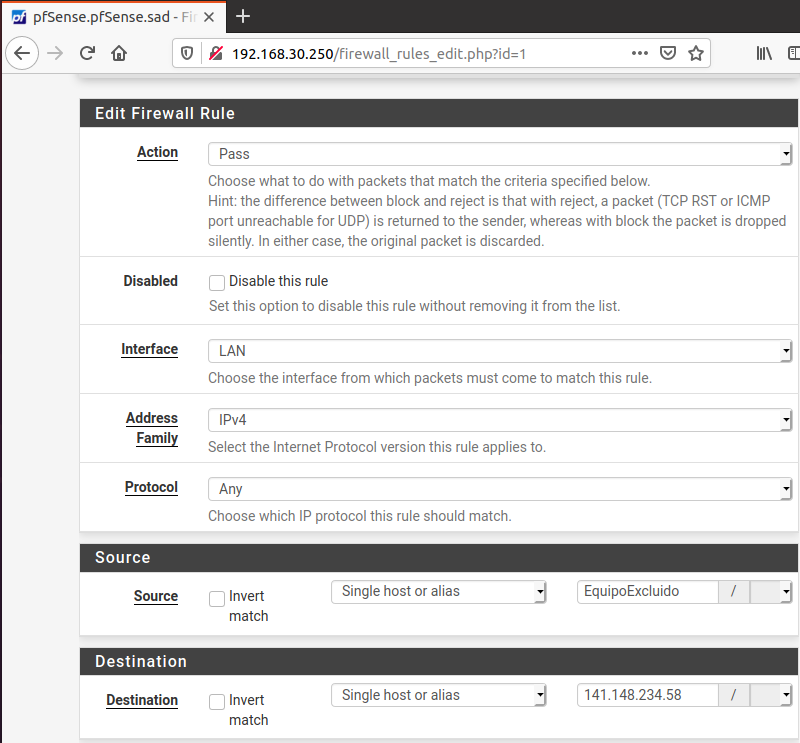 pfSense.pfSense.sad - Fi
192.168.30.250/firewall_rules_edit.php?id=1
Edit Firewall Rule
Action
Pass
Choose what to do with packets that match the criteria specified below.
Hint: the difference between block and reject is that with reject, a packet (TCP RST or ICMP
port unreachable for UDP) is returned to the sender, whereas with block the packet is dropped
silently. In either case, the original packet is discarded.
Disabled
Disable this rule
Set this option to disable this rule without removing it from the list.
Interface
LAN
Choose the interface from which packets must come to match this rule.
Address
Family
IPv4
Select the Internet Protocol version this rule applies to.
Protocol
Any
Choose which IP protocol this rule should match.
Source
Source
Invert
match
Single host or alias
EquipoExcluido
/
Destination
Destination
Invert
match
Single host or alias
141.148.234.58
/